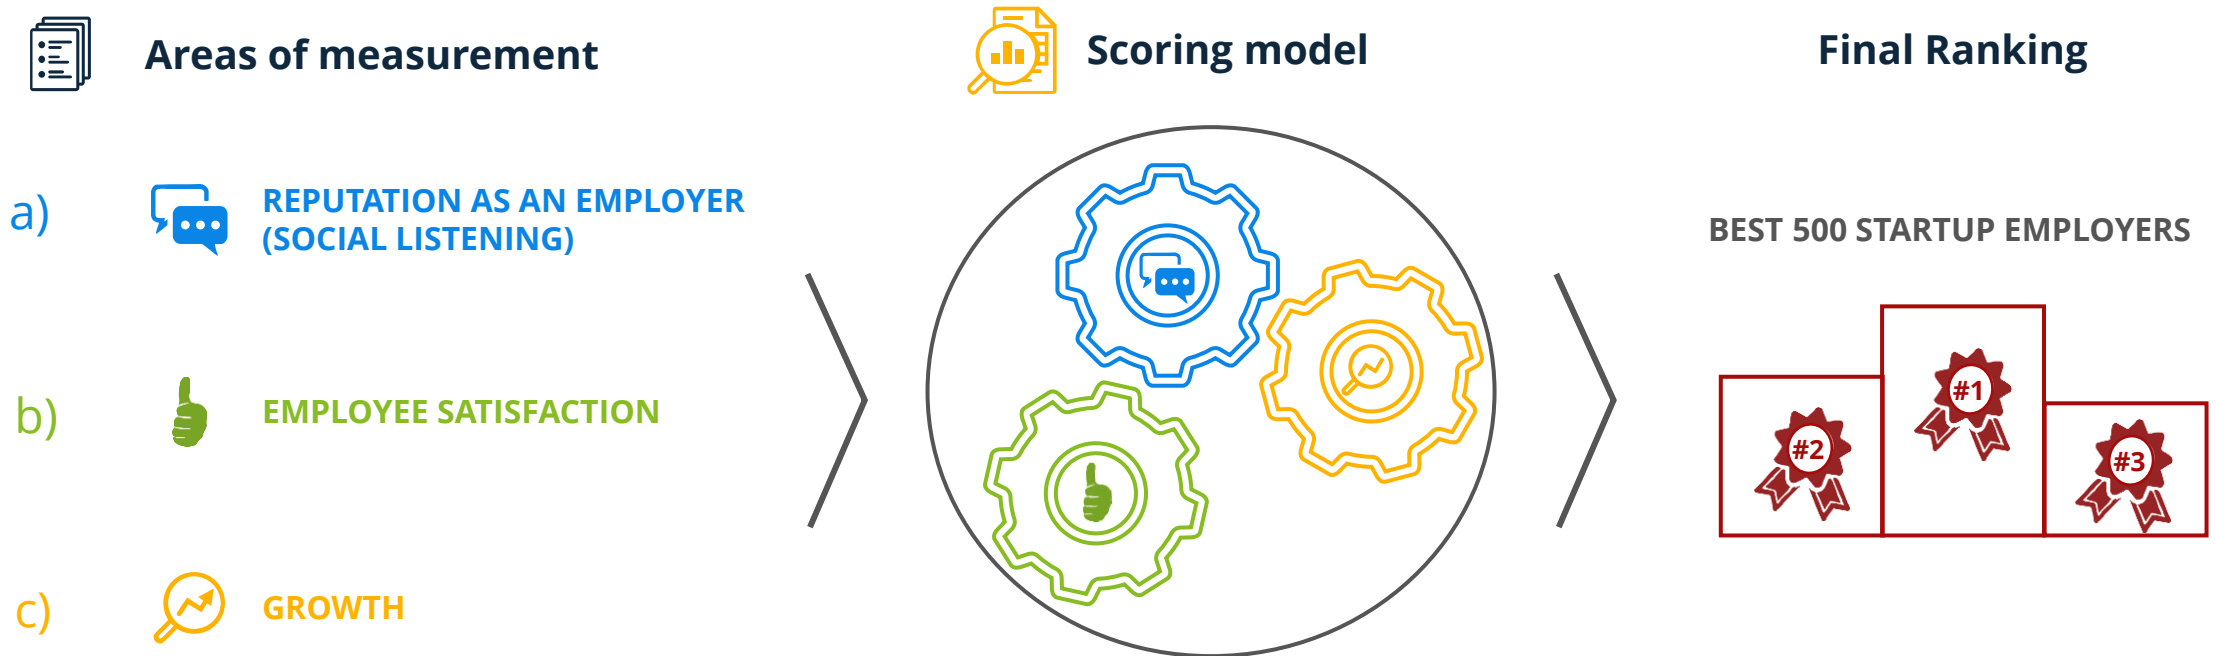 Areas of measurement
Scoring model
Final Ranking
a)
REPUTATION AS AN EMPLOYER
(SOCIAL LISTENING)
b)
EMPLOYEE SATISFACTION
c)
GROWTH
BEST 500 STARTUP EMPLOYERS
#1
#2
#3